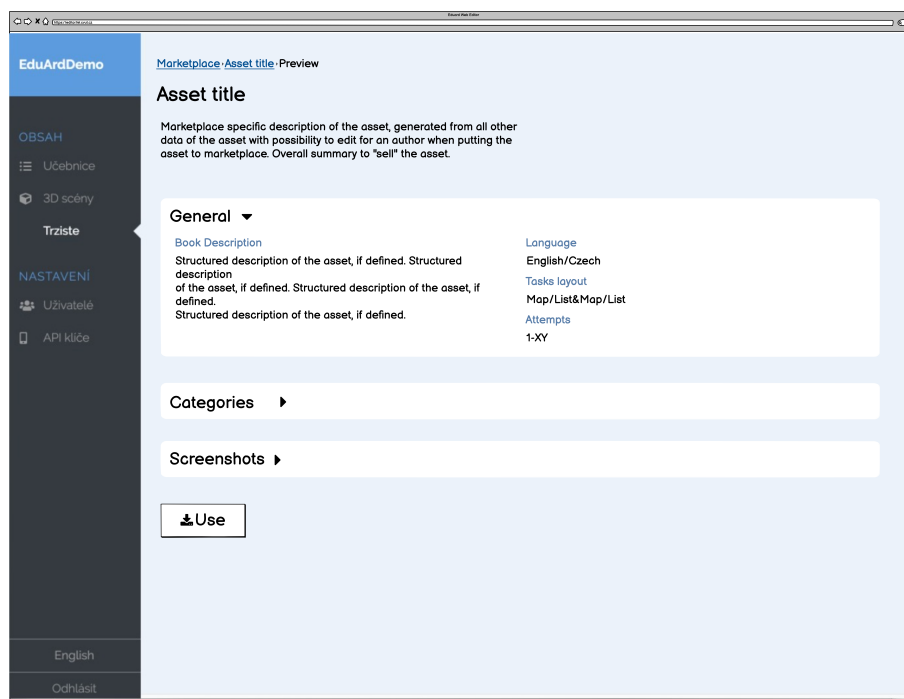 Eduard Web Editor
EduArdDemo
OBSAH
Učebnice
3D scény
Trziste
NASTAVENÍ
Uživatelé
API klíče
English
Odhlásit
Marketplace·Asset title·Preview
Asset title
Marketplace specific description of the asset, generated from all other
data of the asset with possibility to edit for an author when putting the
asset to marketplace. Overall summary to "sell" the asset.
General
Book Description
Structured description of the asset, if defined. Structured
description
of the asset, if defined. Structured description of the asset, if
defined.
Structured description of the asset, if defined.
Language
English/Czech
Tasks layout
Map/List&Map/List
Attempts
1-XY
Categories
Screenshots
Use